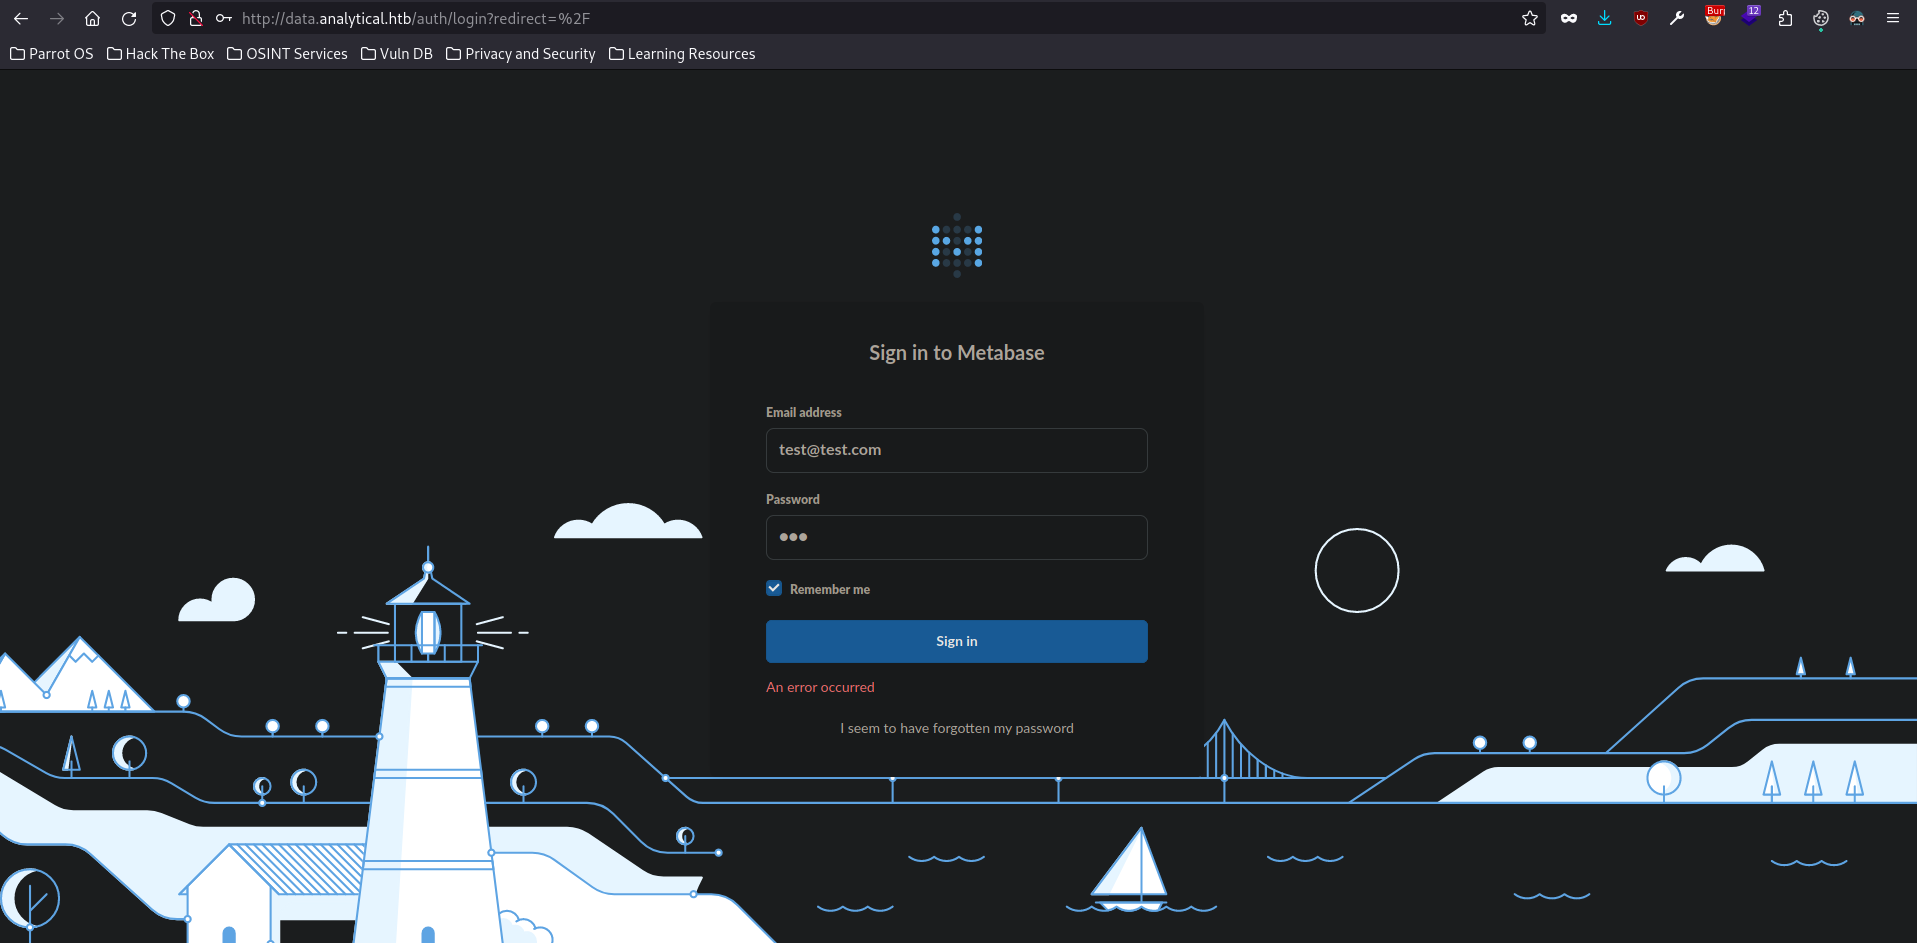 http://data.analytical.htb/auth/login?redirect=%2F
Burj
12
Parrot OS Hack The Box OSINT Services Vuln DB Privacy and Security Learning Resources
Sign in to Metabase
Email address
test@test.com
Password
Remember me
Sign in
An error occurred
I seem to have forgotten my password